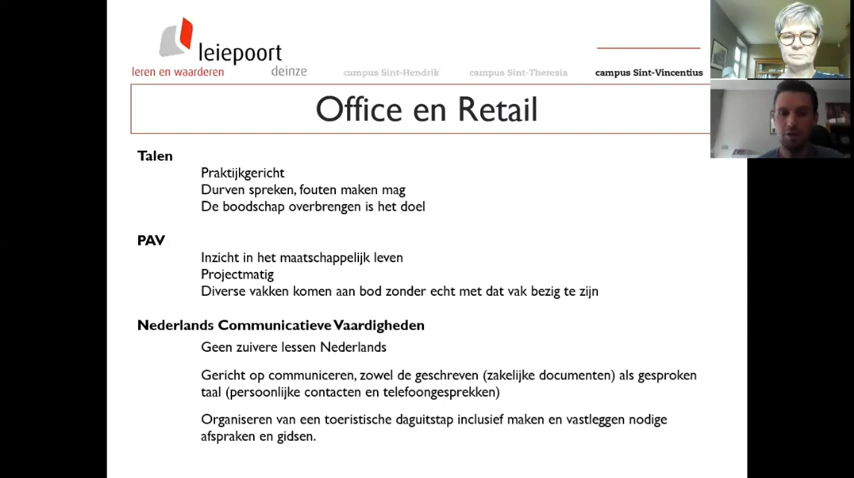 leiepoort
leren en waarderen deinze campus Sint-Hendrik campus Sint-Theresia campus Sint-Vincentius
Office en Retail
Talen
Praktijkgericht
Durven spreken, fouten maken mag
De boodschap overbrengen is het doel
PAV
Inzicht in het maatschappelijk leven
Projectmatig
Diverse vakken komen aan bod zonder echt met dat vak bezig te zijn
Nederlands Communicatieve Vaardigheden
Geen zuivere lessen Nederlands
Gericht op communiceren, zowel de geschreven (zakelijke documenten) als gesproken
taal (persoonlijke contacten en telefoongesprekken)
Organiseren van een toeristische daguitstap inclusief maken en vastleggen nodige
afspraken en gidsen.